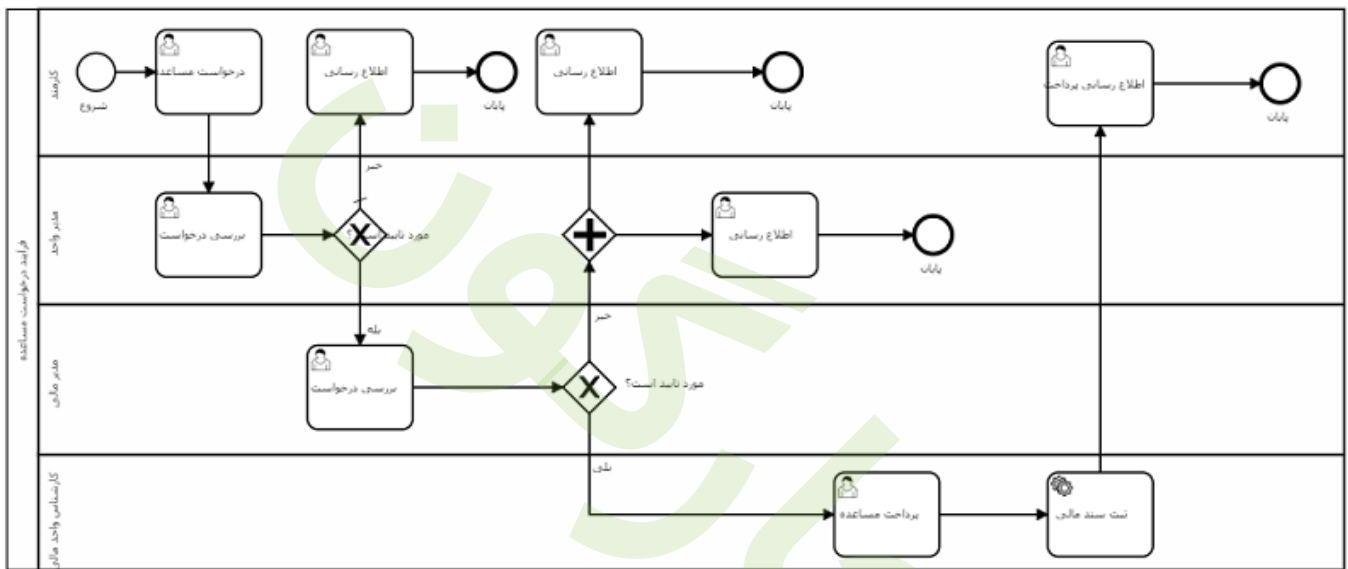 فرایند درخواست مساعده
کارمند
شروع
درخواست مساعده
اطلاع رسانی
پایان
اطلاع رسانی
پایان
اطلاع رسانی پرداخت
پایان
خیر
مدیر واحد
بررسی درخواست
مورد تایید است؟
اطلاع رسانی
پایان
بله
خیر
مدیر مالی
بررسی درخواست
مورد تایید است؟
بلی
کارشناس واحد مالی
پرداخت مساعده
ثبت سند مالی